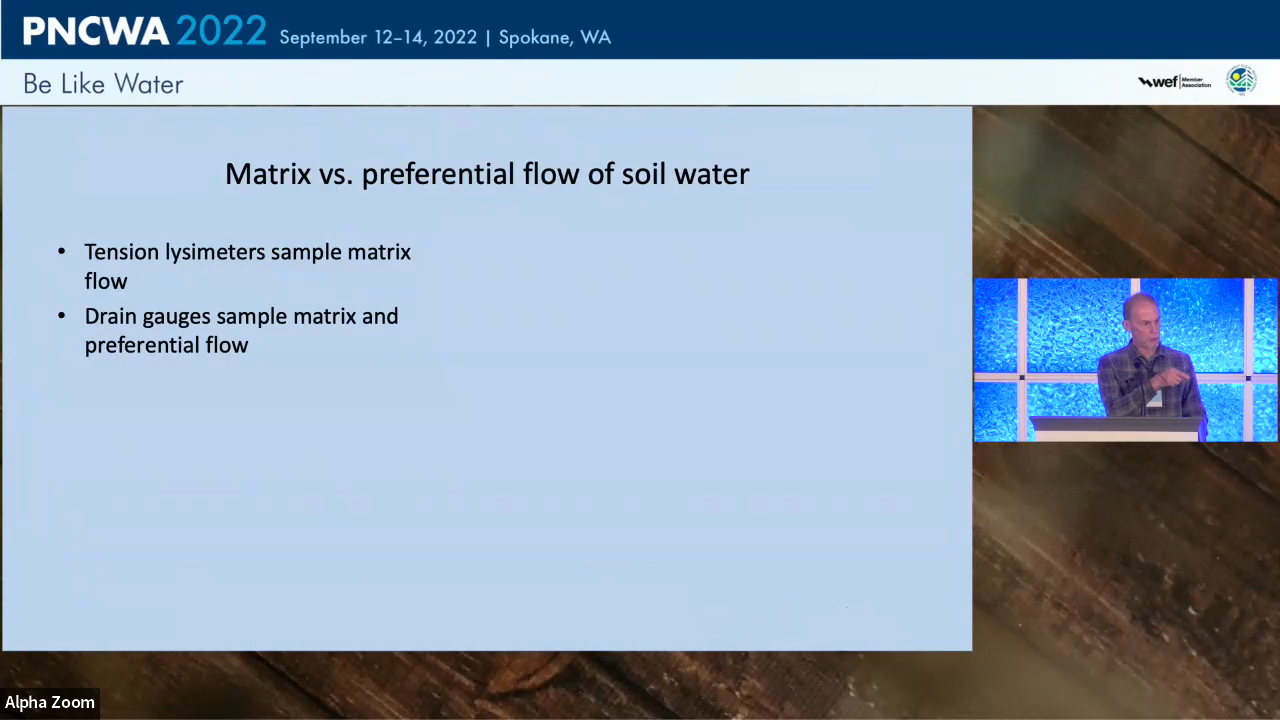 PNCWA 2022 September 12–14, 2022 | Spokane, WA
Be Like Water
wef Member
Association
Matrix vs. preferential flow of soil water
• Tension lysimeters sample matrix
flow
• Drain gauges sample matrix and
preferential flow
Alpha Zoom